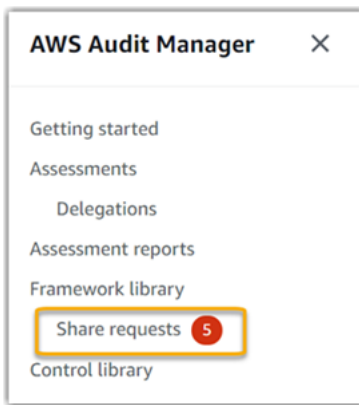 AWS Audit Manager
Getting started
Assessments
Delegations
Assessment reports
Framework library
Share requests 5
Control library